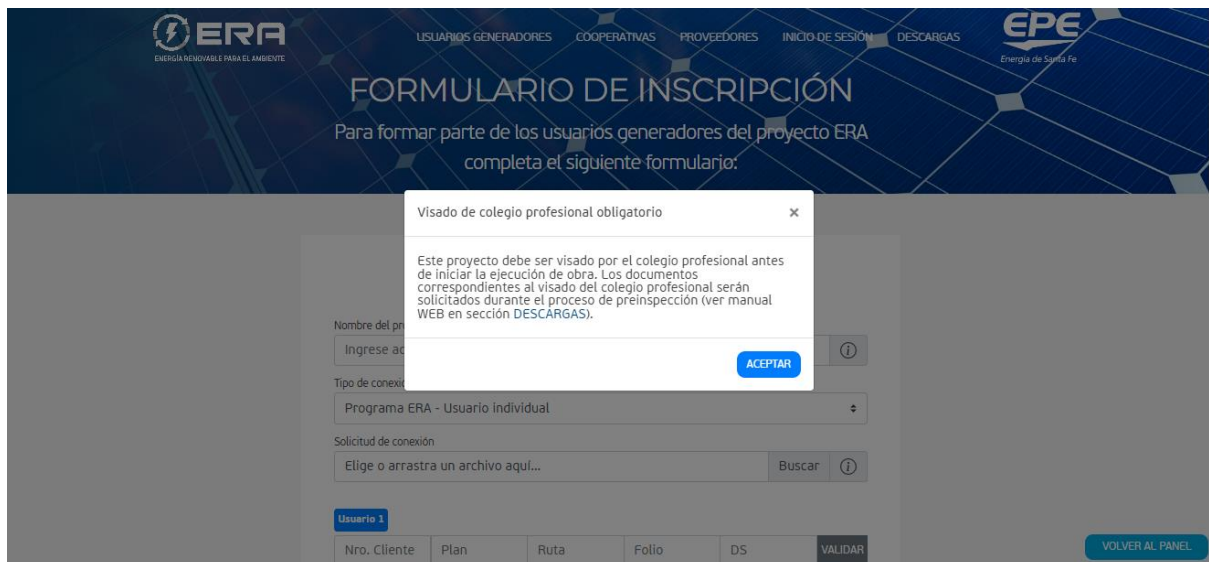 ERA
ENERGÍA RENOVABLE PARA EL AMBIENTE
USUARIOS GENERADORES COOPERATIVAS PROVEEDORES INICIO DE SESIÓN DESCARGAS
EPE
Energía de Santa Fe
FORMULARIO DE INSCRIPCIÓN
Para formar parte de los usuarios generadores del proyecto ERA
completa el siguiente formulario:
Visado de colegio profesional obligatorio ×
Este proyecto debe ser visado por el colegio profesional antes
de iniciar la ejecución de obra. Los documentos
correspondientes al visado del colegio profesional serán
solicitados durante el proceso de preinspección (ver manual
WEB en sección DESCARGAS).
ACEPTAR
Nombre del pr
Ingrese ac
Tipo de conexió
Programa ERA - Usuario individual
Solicitud de conexión
Elige o arrastra un archivo aquí... Buscar
Usuario 1
Nro. Cliente Plan Ruta Folio DS VALIDAR
VOLVER AL PANEL